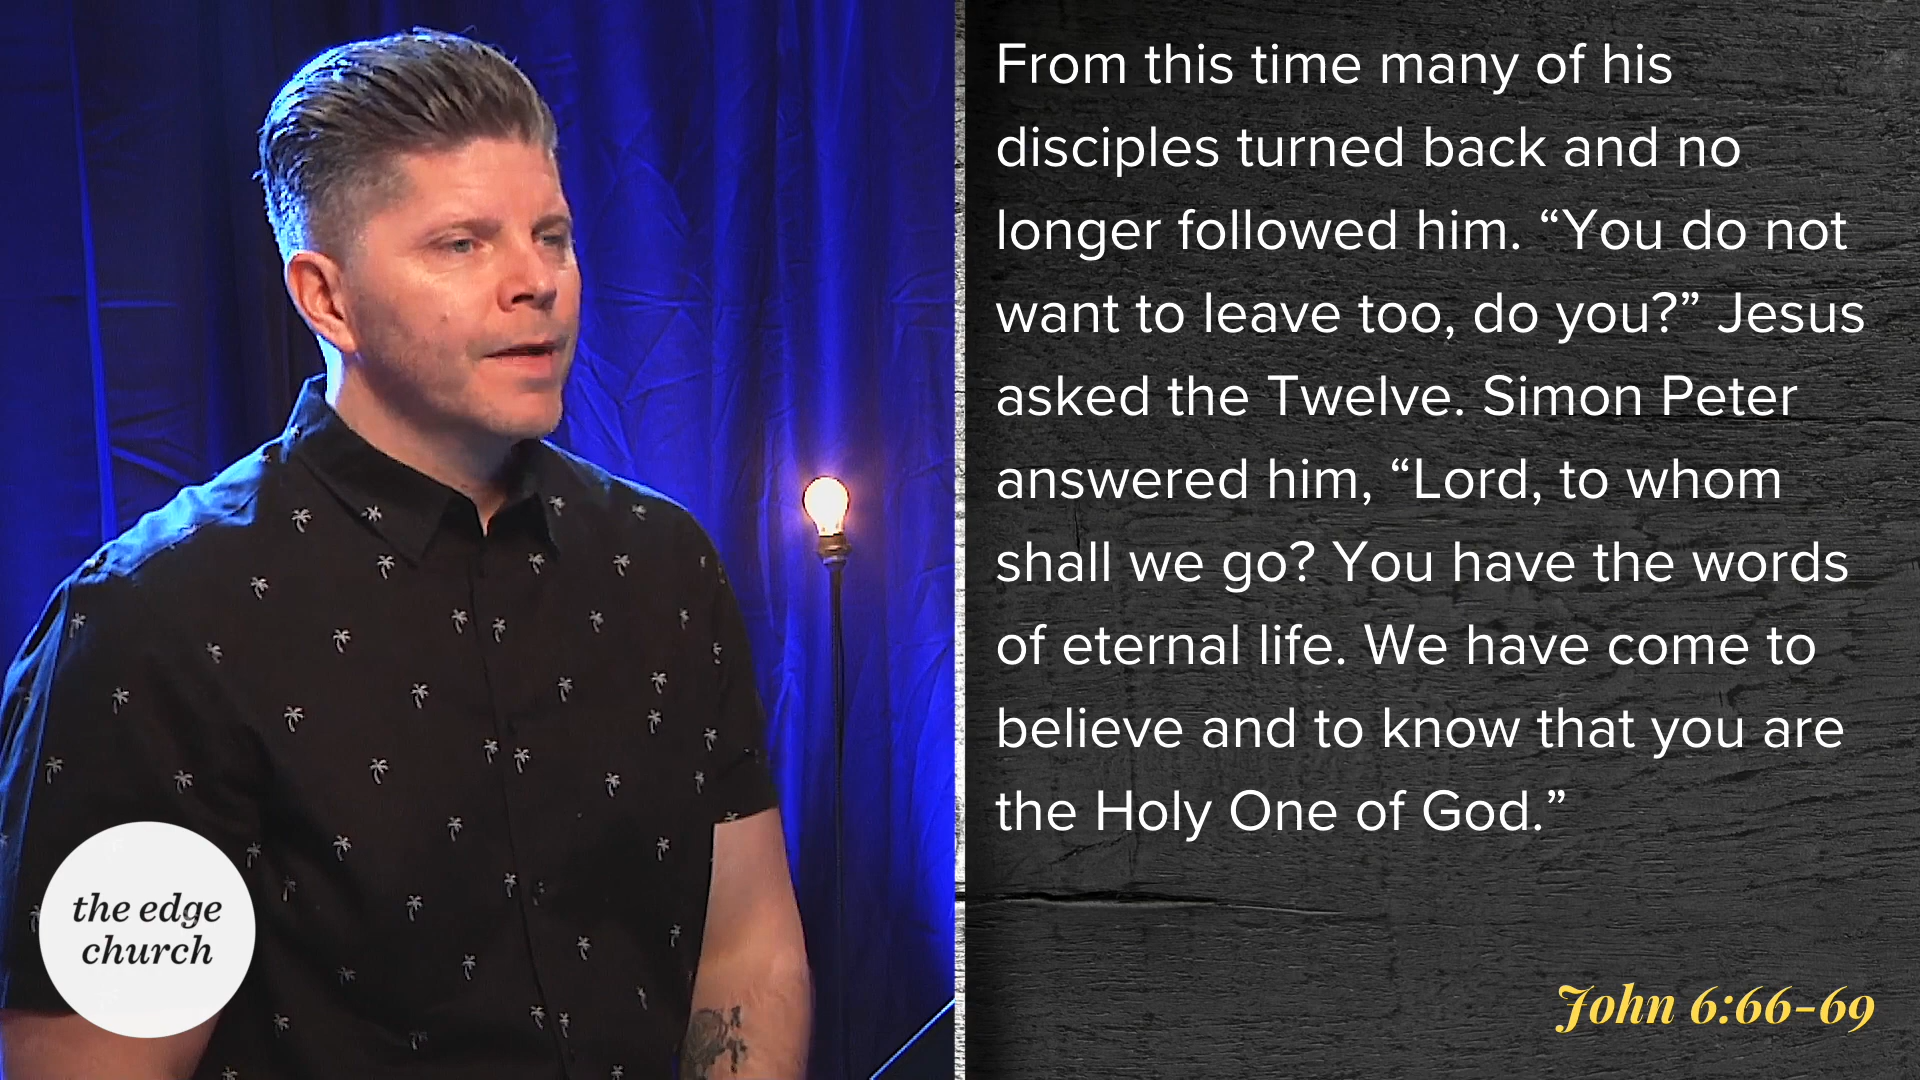 From this time many of his
disciples turned back and no
longer followed him. “You do not
want to leave too, do you?” Jesus
asked the Twelve. Simon Peter
answered him, “Lord, to whom
shall we go? You have the words
of eternal life. We have come to
believe and to know that you are
the Holy One of God.”
John 6:66-69
the edge
church